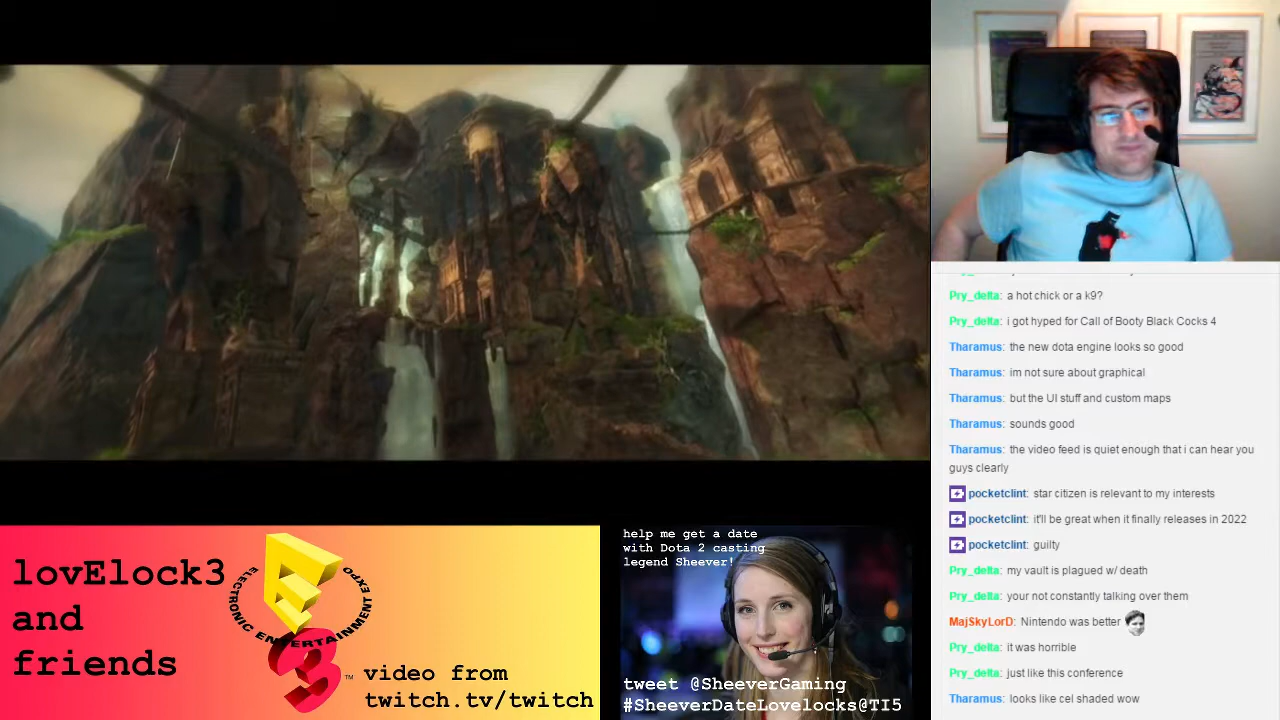 Pry_delta: a hot chick or a k9?
Pry_delta: i got hyped for Call of Booty Black Cocks 4
Tharamus: the new dota engine looks so good
Tharamus: im not sure about graphical
Tharamus: but the UI stuff and custom maps
Tharamus: sounds good
Tharamus: the video feed is quiet enough that i can hear you
guys clearly
pocketclint: star citizen is relevant to my interests
pocketclint: it'll be great when it finally releases in 2022
pocketclint: guilty
Pry_delta: my vault is plagued w/ death
Pry_delta: your not constantly talking over them
MajSkyLorD: Nintendo was better
Pry_delta: it was horrible
Pry_delta: just like this conference
Tharamus: looks like cel shaded wow
lovElock3
and
friends
ELECTRONIC ENTERTAINMENT EXPO
E3
TM
video from
twitch.tv/twitch
help me get a date
with Dota 2 casting
legend Sheever!
tweet @SheeverGaming
#SheeverDateLovelocks@TI5